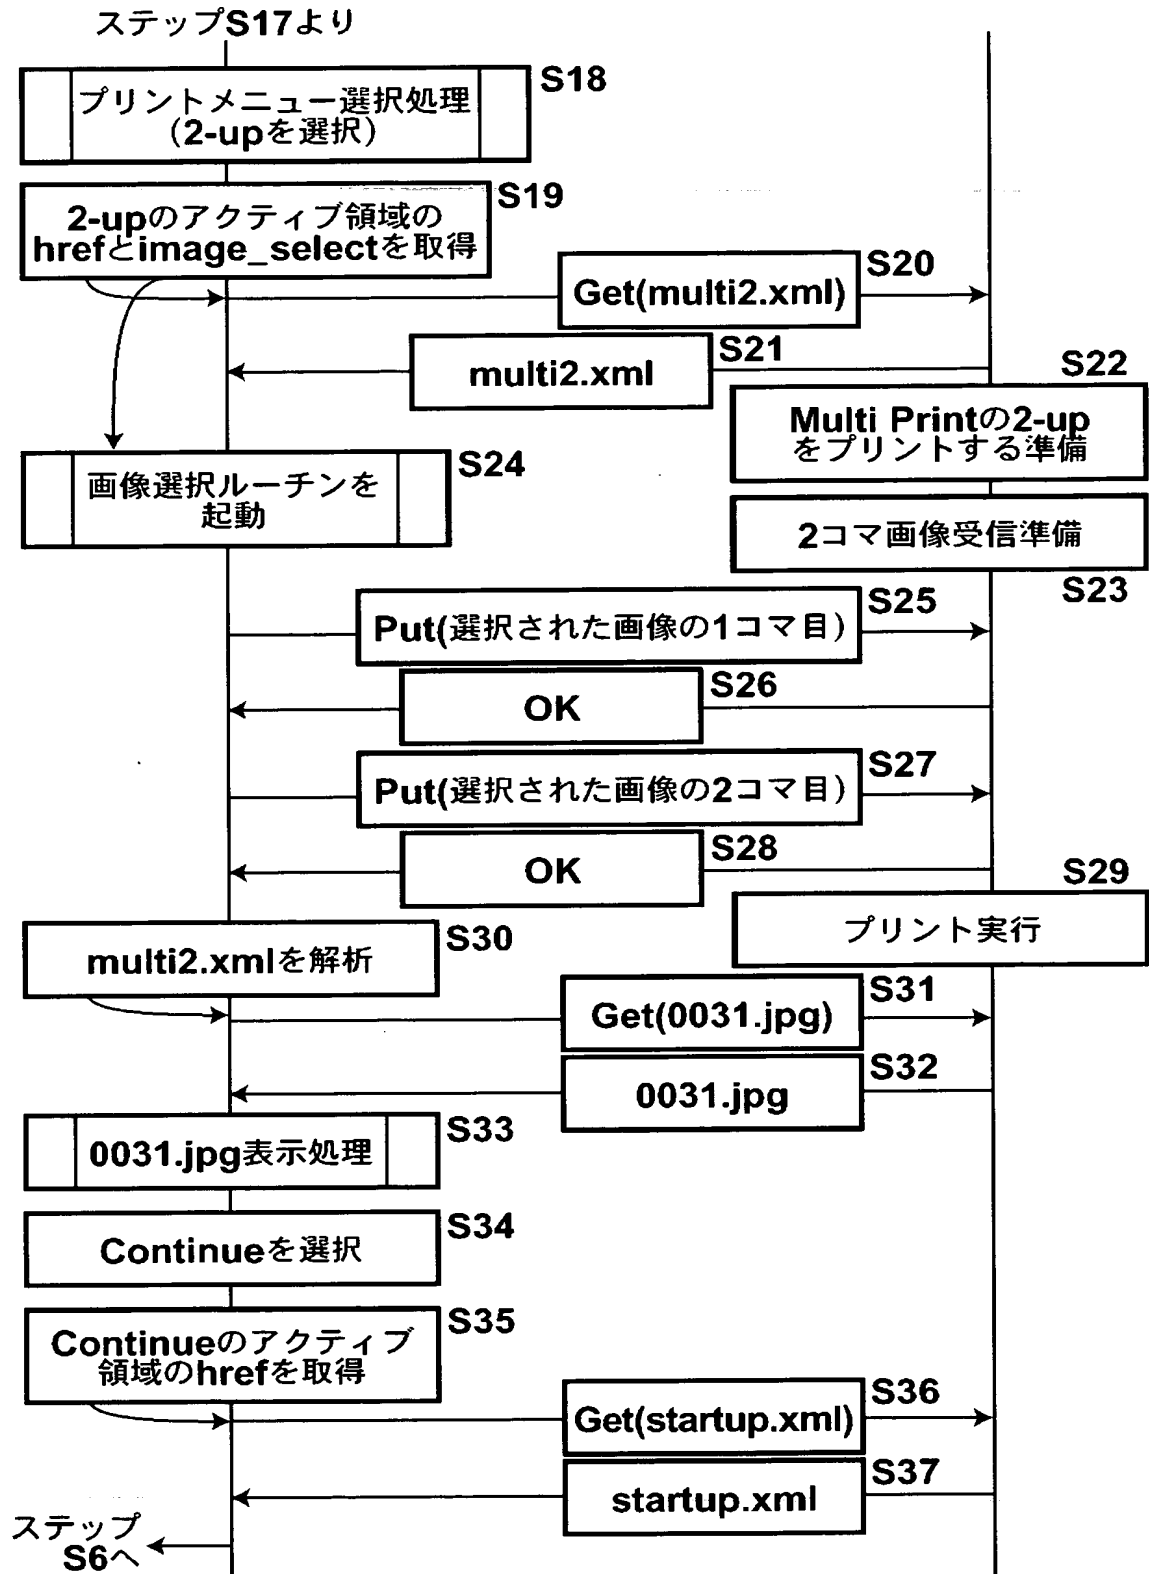 ステップS17より
S18
プリントメニュー選択処理
(2-upを選択)
S19
2-upのアクティブ領域の
hrefとimage_selectを取得
S20
Get(multi2.xml)
S21
multi2.xml
S22
Multi Printの2-up
をプリントする準備
S24
画像選択ルーチンを
起動
2コマ画像受信準備
S23
S25
Put(選択された画像の1コマ目)
S26
OK
S27
Put(選択された画像の2コマ目)
S28
OK
S29
プリント実行
S30
multi2.xmlを解析
S31
Get(0031.jpg)
S32
0031.jpg
S33
0031.jpg表示処理
S34
Continueを選択
S35
Continueのアクティブ
領域のhrefを取得
S36
Get(startup.xml)
S37
startup.xml
ステップ
S6へ